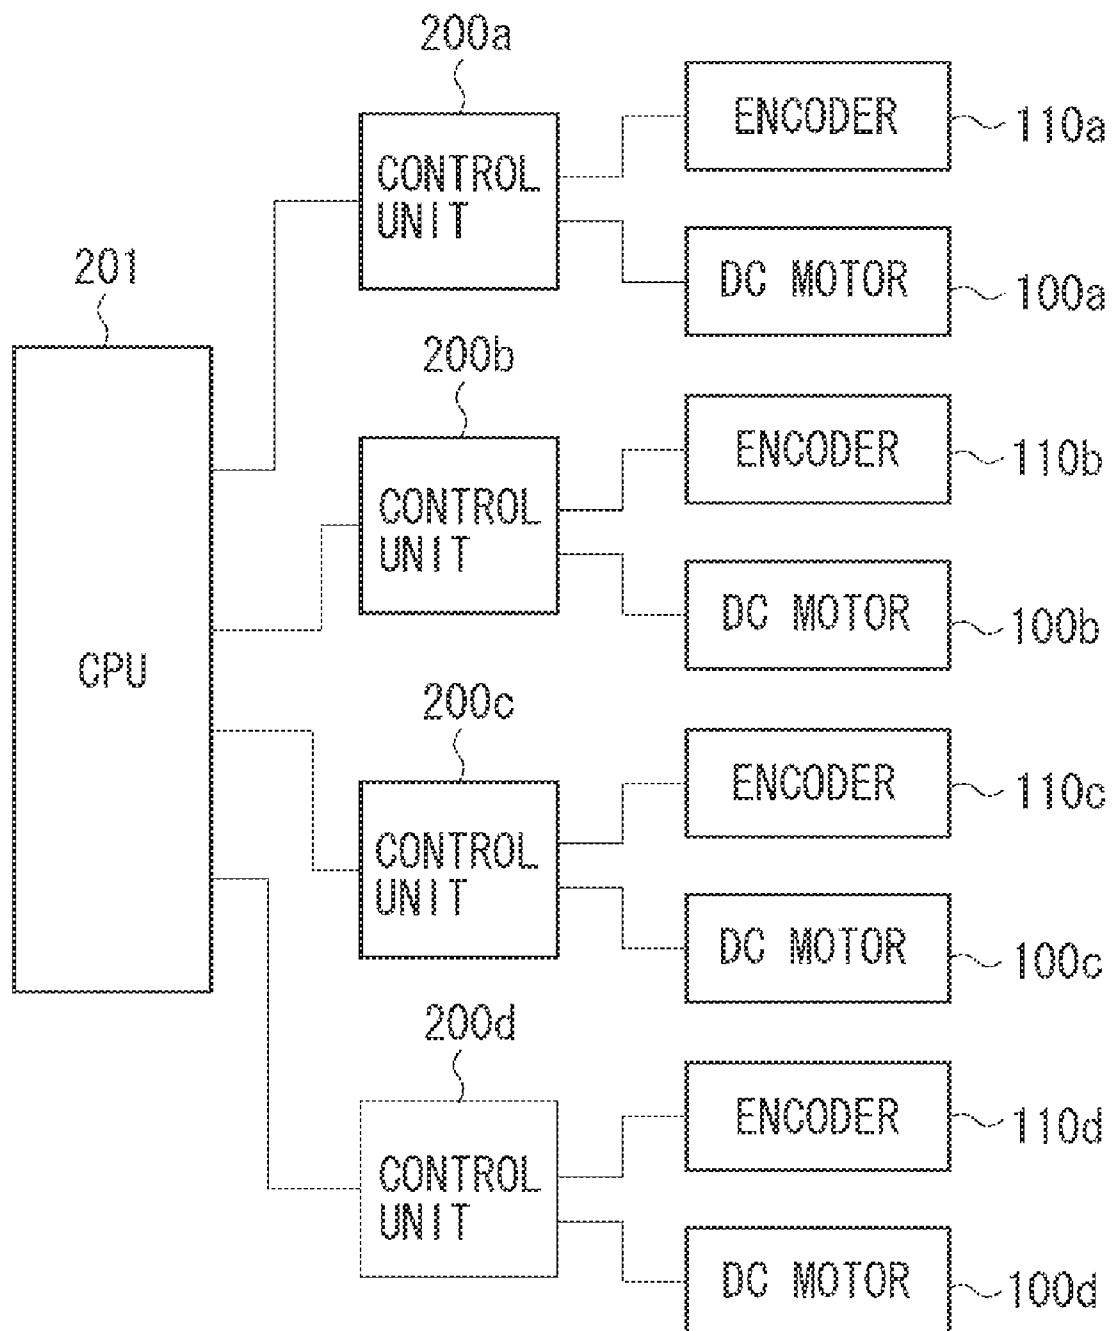 200a
ENCODER
110a
CONTROL
UNIT
DC MOTOR
100a
201
200b
ENCODER
110b
CONTROL
UNIT
DC MOTOR
100b
CPU
200c
ENCODER
110c
CONTROL
UNIT
DC MOTOR
100c
200d
ENCODER
110d
CONTROL
UNIT
DC MOTOR
100d